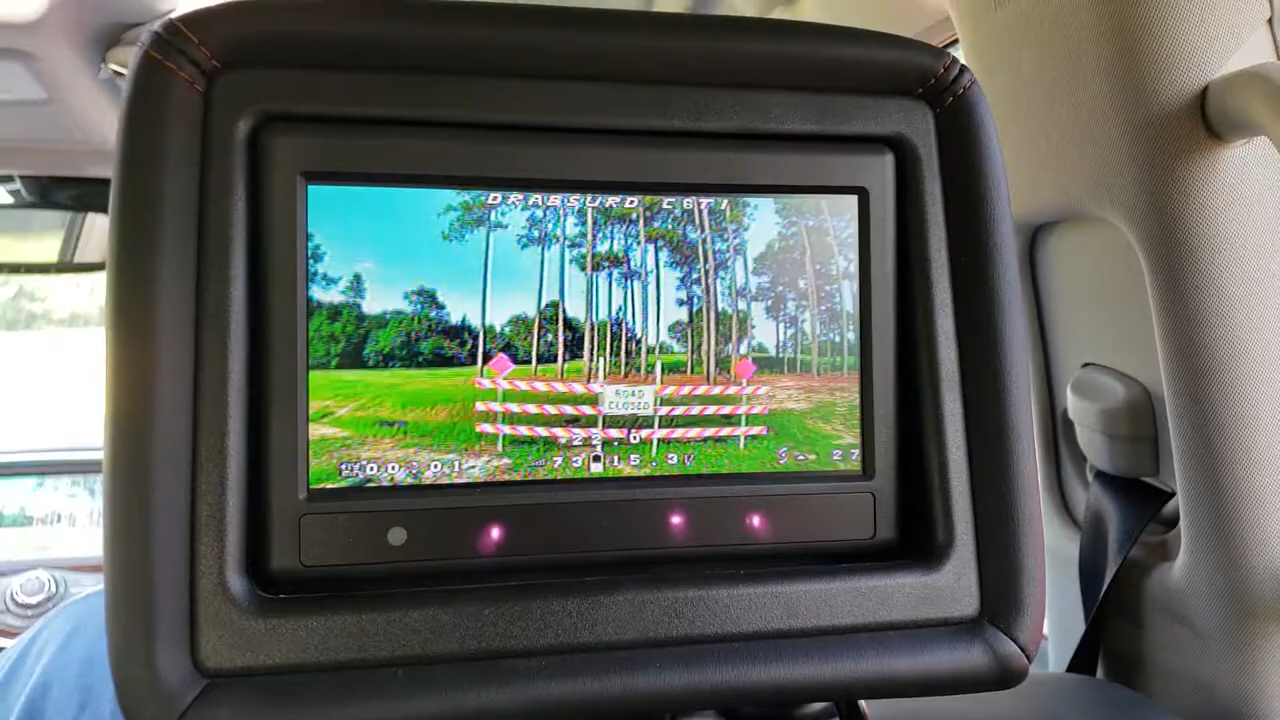 DRABSURD C6TI
ROAD
CLOSED
-22-0
00:01
73 15.3V
27